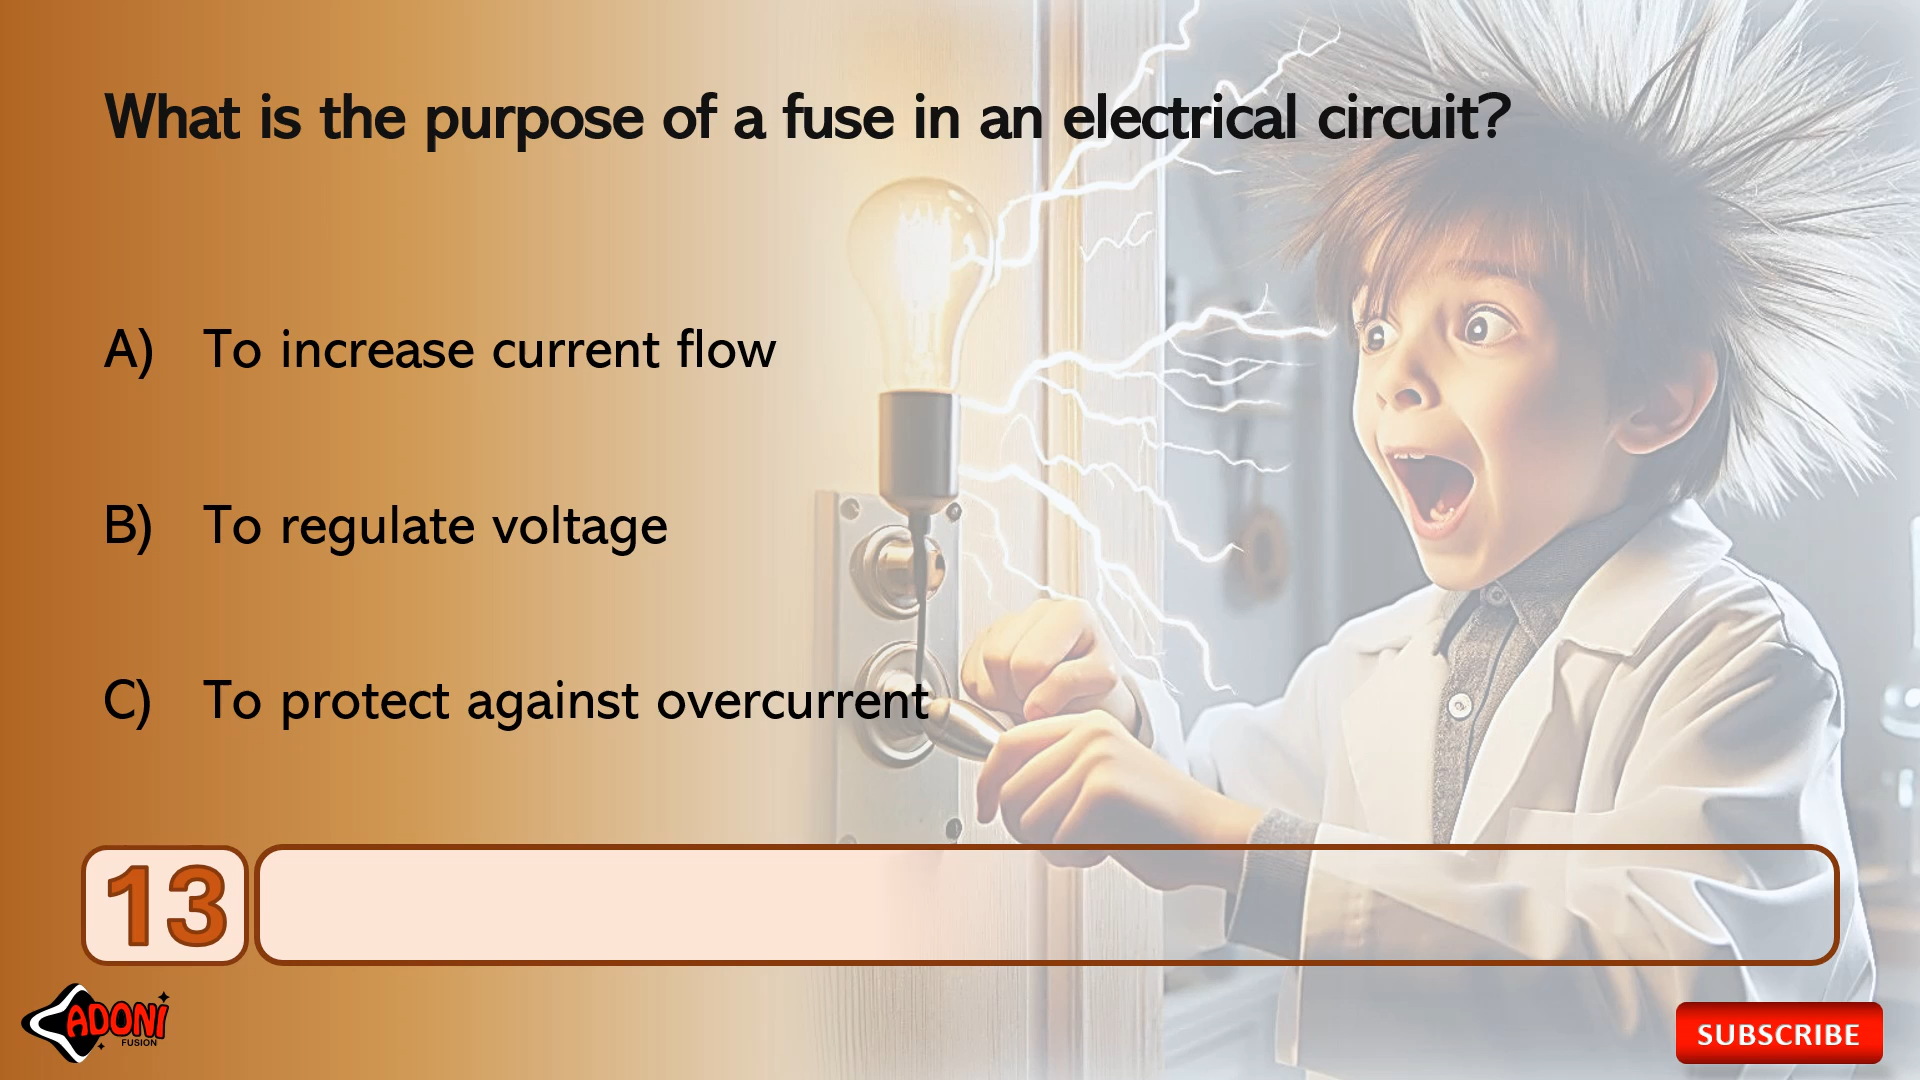 What is the purpose of a fuse in an electrical circuit?
A) To increase current flow
B) To regulate voltage
C) To protect against overcurrent
13
ADONI
FUSION
SUBSCRIBE